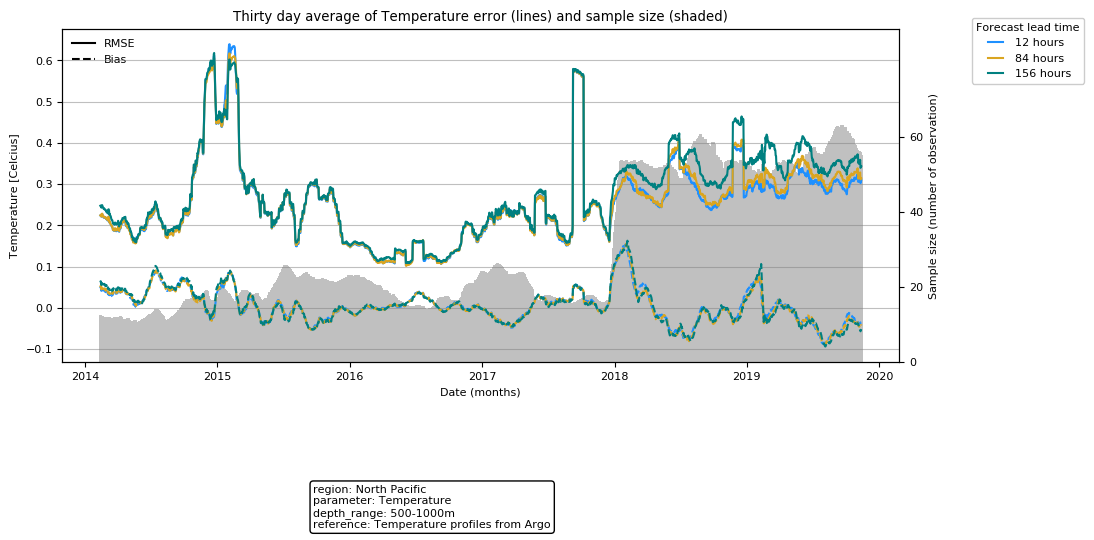 Thirty day average of Temperature error (lines) and sample size (shaded)
RMSE
Bias
Forecast lead time
12 hours
84 hours
156 hours
Temperature [Celcius]
0.6
0.5
0.4
0.3
0.2
0.1
0.0
−0.1
Sample size (number of observation)
60
40
20
0
2014 2015 2016 2017 2018 2019 2020
Date (months)
region: North Pacific
parameter: Temperature
depth_range: 500-1000m
reference: Temperature profiles from Argo